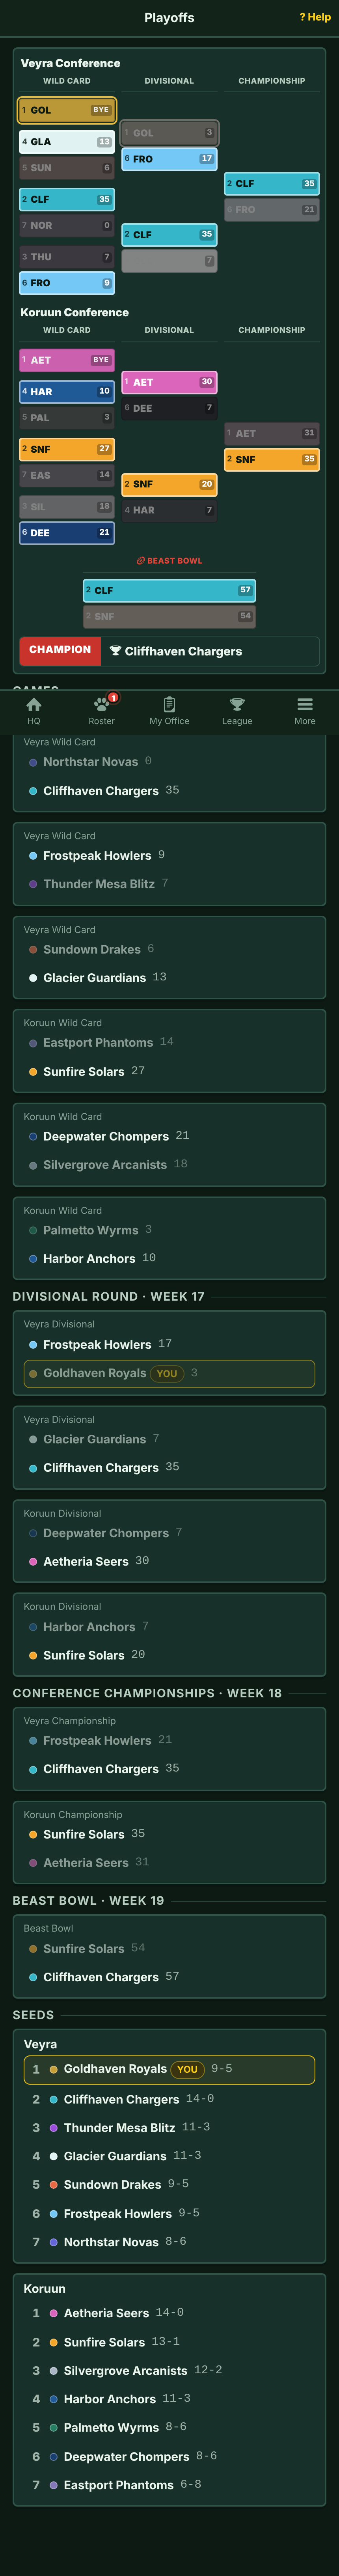 Playoffs
? Help
Veyra Conference
WILD CARD DIVISIONAL CHAMPIONSHIP
1 GOL BYE
4 GLA 13
5 SUN 6
2 CLF 35
7 NOR 0
3 THU 7
6 FRO 9
1 GOL 3
6 FRO 17
2 CLF 35
7
2 CLF 35
6 FRO 21
Koruun Conference
WILD CARD DIVISIONAL CHAMPIONSHIP
1 AET BYE
4 HAR 10
5 PAL 3
2 SNF 27
7 EAS 14
3 SIL 18
6 DEE 21
1 AET 30
6 DEE 7
2 SNF 20
4 HAR 7
1 AET 31
2 SNF 35
BEAST BOWL
2 CLF 57
2 SNF 54
CHAMPION Cliffhaven Chargers
HQ
1
Roster
My Office
League
More
Veyra Wild Card
Northstar Novas 0
Cliffhaven Chargers 35
Veyra Wild Card
Frostpeak Howlers 9
Thunder Mesa Blitz 7
Veyra Wild Card
Sundown Drakes 6
Glacier Guardians 13
Koruun Wild Card
Eastport Phantoms 14
Sunfire Solars 27
Koruun Wild Card
Deepwater Chompers 21
Silvergrove Arcanists 18
Koruun Wild Card
Palmetto Wyrms 3
Harbor Anchors 10
DIVISIONAL ROUND · WEEK 17
Veyra Divisional
Frostpeak Howlers 17
Goldhaven Royals YOU 3
Veyra Divisional
Glacier Guardians 7
Cliffhaven Chargers 35
Koruun Divisional
Deepwater Chompers 7
Aetheria Seers 30
Koruun Divisional
Harbor Anchors 7
Sunfire Solars 20
CONFERENCE CHAMPIONSHIPS · WEEK 18
Veyra Championship
Frostpeak Howlers 21
Cliffhaven Chargers 35
Koruun Championship
Sunfire Solars 35
Aetheria Seers 31
BEAST BOWL · WEEK 19
Beast Bowl
Sunfire Solars 54
Cliffhaven Chargers 57
SEEDS
Veyra
1 Goldhaven Royals YOU 9-5
2 Cliffhaven Chargers 14-0
3 Thunder Mesa Blitz 11-3
4 Glacier Guardians 11-3
5 Sundown Drakes 9-5
6 Frostpeak Howlers 9-5
7 Northstar Novas 8-6
Koruun
1 Aetheria Seers 14-0
2 Sunfire Solars 13-1
3 Silvergrove Arcanists 12-2
4 Harbor Anchors 11-3
5 Palmetto Wyrms 8-6
6 Deepwater Chompers 8-6
7 Eastport Phantoms 6-8